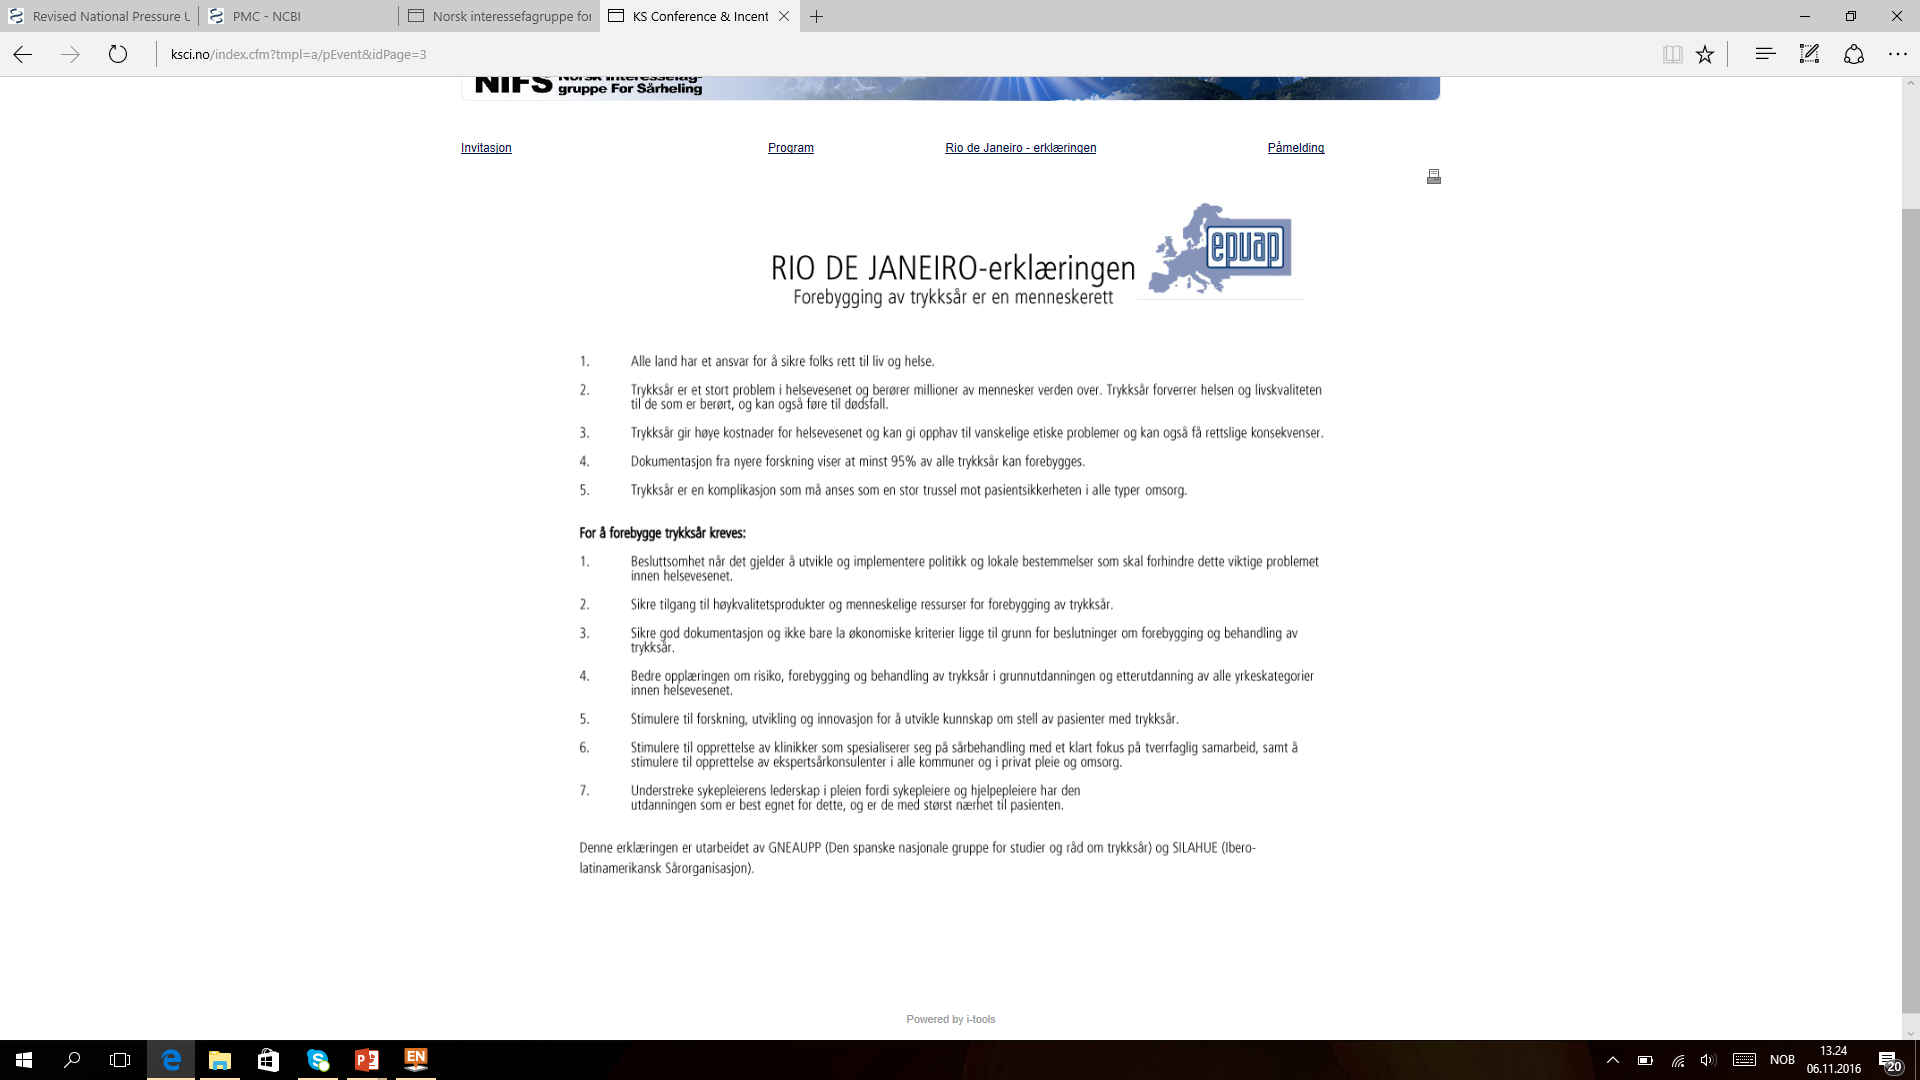 Revised National Pressure U
PMC - NCBI
Norsk interessefagruppe for
KS Conference & Incent
ksci.no/index.cfm?tmpl=a/pEvent&idPage=3
NIFS Norsk Interessefag-
gruppe For Sårheling
Invitasjon
Program
Rio de Janeiro - erklæringen
Påmelding
epuap
RIO DE JANEIRO-erklæringen
Forebygging av trykksår er en menneskerett
1. Alle land har et ansvar for å sikre folks rett til liv og helse.
2. Trykksår er et stort problem i helsevesenet og berører millioner av mennesker verden over. Trykksår forverrer helsen og livskvaliteten
til de som er berørt, og kan også føre til dødsfall.
3. Trykksår gir høye kostnader for helsevesenet og kan gi opphav til vanskelige etiske problemer og kan også få rettslige konsekvenser.
4. Dokumentasjon fra nyere forskning viser at minst 95% av alle trykksår kan forebygges.
5. Trykksår er en komplikasjon som må anses som en stor trussel mot pasientsikkerheten i alle typer omsorg.
For å forebygge trykksår kreves:
1. Besluttsomhet når det gjelder å utvikle og implementere politikk og lokale bestemmelser som skal forhindre dette viktige problemet
innen helsevesenet.
2. Sikre tilgang til høykvalitetsprodukter og menneskelige ressurser for forebygging av trykksår.
3. Sikre god dokumentasjon og ikke bare la økonomiske kriterier ligge til grunn for beslutninger om forebygging og behandling av
trykksår.
4. Bedre opplæringen om risiko, forebygging og behandling av trykksår i grunnutdanningen og etterutdanning av alle yrkeskategorier
innen helsevesenet.
5. Stimulere til forskning, utvikling og innovasjon for å utvikle kunnskap om stell av pasienter med trykksår.
6. Stimulere til opprettelse av klinikker som spesialiserer seg på sårbehandling med et klart fokus på tverrfaglig samarbeid, samt å
stimulere til opprettelse av ekspertsårkonsulenter i alle kommuner og i privat pleie og omsorg.
7. Understreke sykepleierens lederskap i pleien fordi sykepleiere og hjelpepleiere har den
utdanningen som er best egnet for dette, og er de med størst nærhet til pasienten.
Denne erklæringen er utarbeidet av GNEAUPP (Den spanske nasjonale gruppe for studier og råd om trykksår) og SILAHUE (Ibero-
latinamerikansk Sårorganisasjon).
Powered by i-tools
EN
NOB
13.24
06.11.2016
20